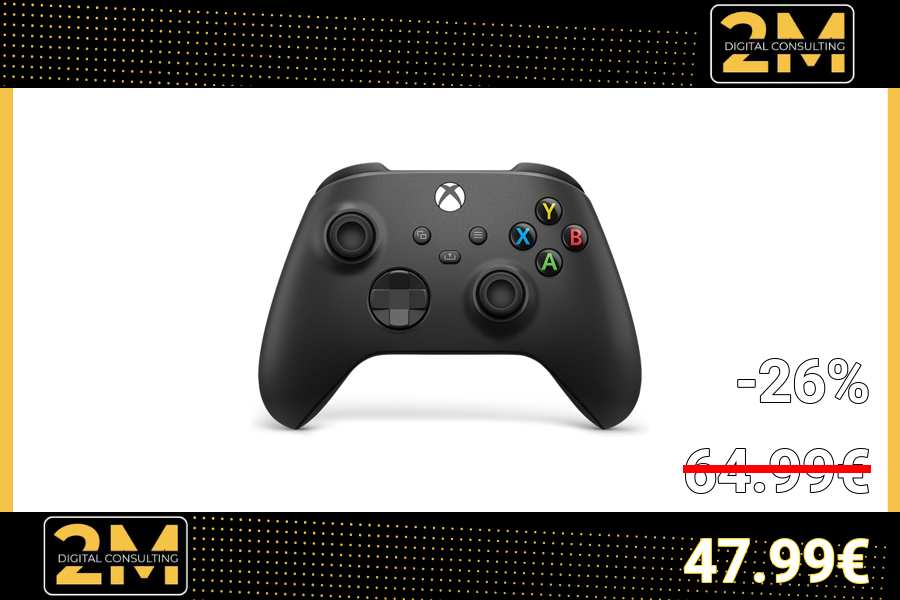 2M
DIGITAL CONSULTING
Y
X
B
A
-26%
64.99€
2M
DIGITAL CONSULTING
47.99€